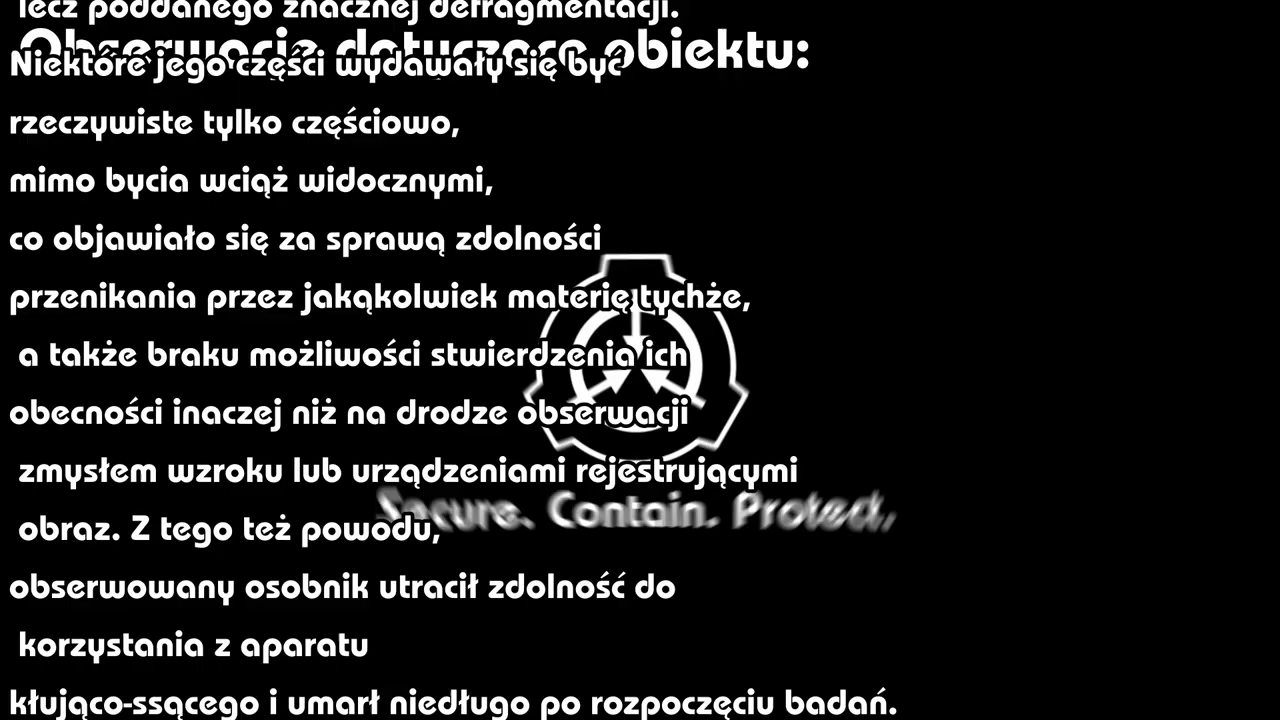 lecz poddanego znacznej defragmentacji.
Obserwacje dotyczące obiektu:
Niektóre jego części wydawały się być
rzeczywiste tylko częściowo,
mimo bycia wciąż widocznymi,
co objawiało się za sprawą zdolności
przenikania przez jakąkolwiek materię tychże,
a także braku możliwości stwierdzenia ich
obecności inaczej niż na drodze obserwacji
zmysłem wzroku lub urządzeniami rejestrującymi
Secure. Contain. Protect.
obraz. Z tego też powodu,
obserwowany osobnik utracił zdolność do
korzystania z aparatu
kłująco-ssącego i umarł niedługo po rozpoczęciu badań.